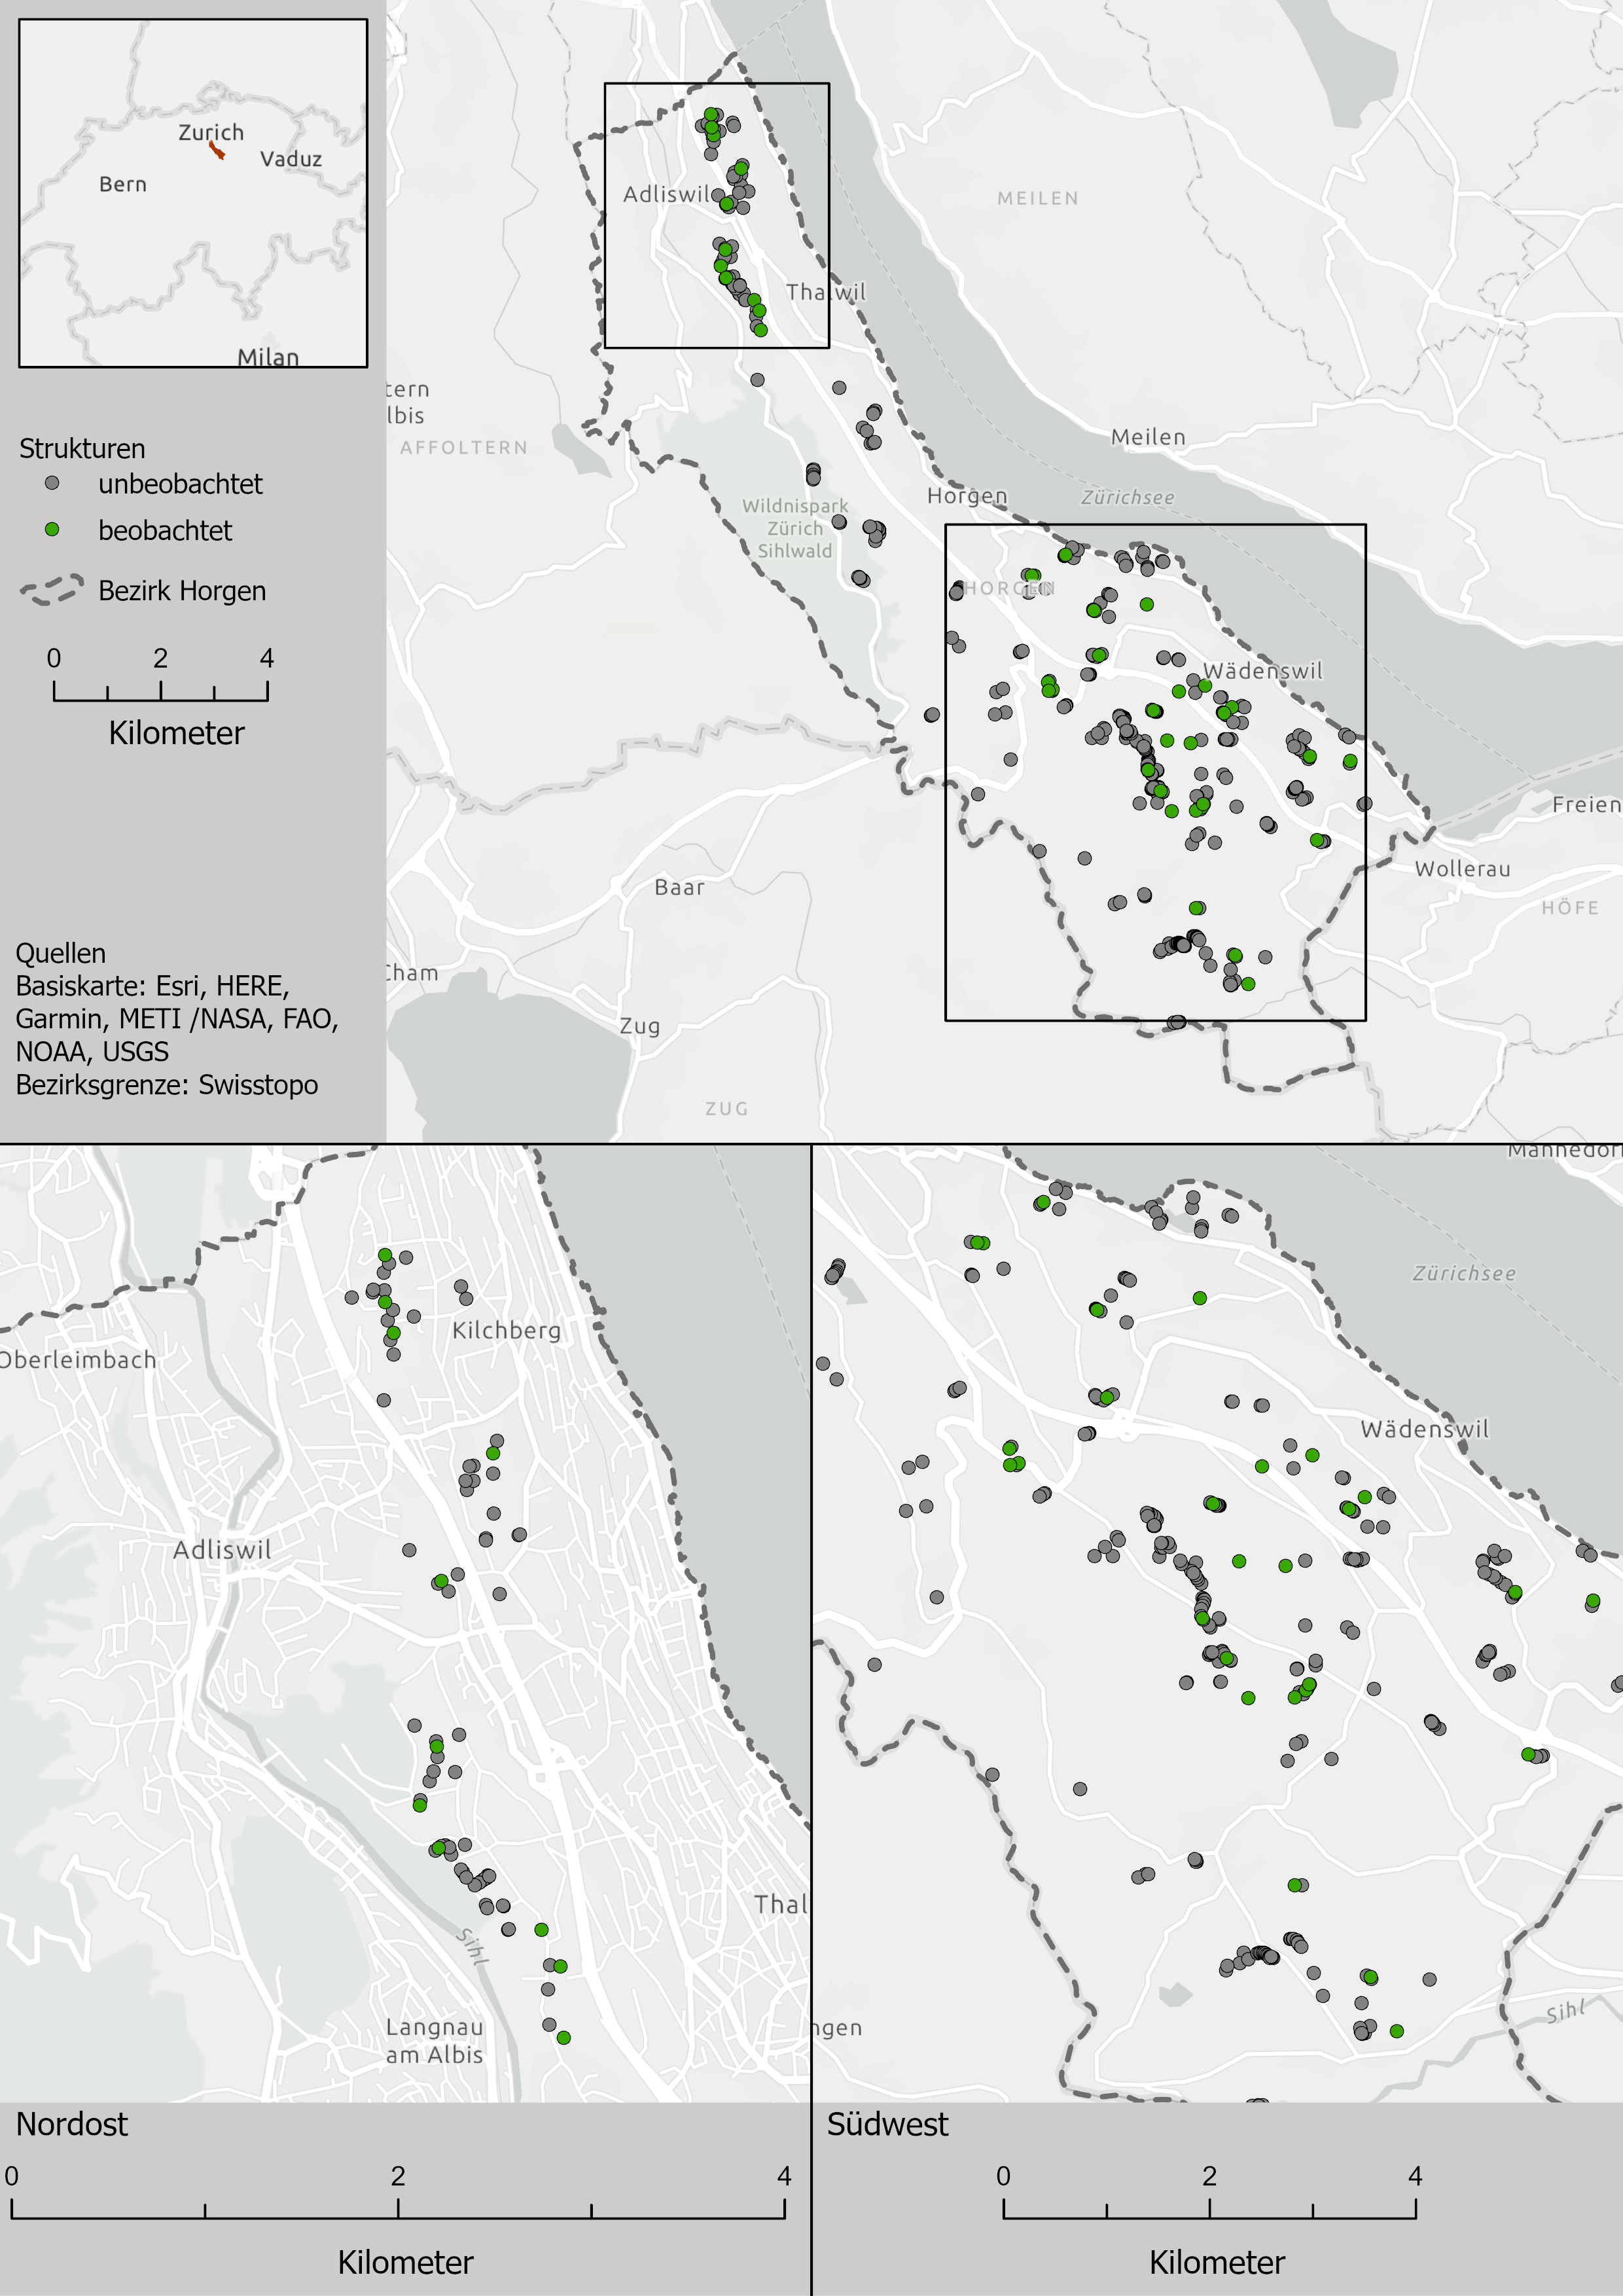 Zurich
Vaduz
Bern
Milan
Strukturen
unbeobachtet
beobachtet
Bezirk Horgen
0 2 4
Kilometer
Quellen
Basiskarte: Esri, HERE,
Garmin, METI /NASA, FAO,
NOAA, USGS
Bezirksgrenze: Swisstopo
Adliswil
MEILEN
Thalwil
tern
lbis
AFFOLTERN
Meilen
Horgen
Zürichsee
Wildnispark
Zürich
Sihlwald
HORGEN
Wädenswil
Freien
Wollerau
HÖFE
Baar
Cham
Zug
ZUG
Kilchberg
Oberleimbach
Adliswil
Thal
Sihl
Langnau
am Albis
Nordost
0 2 4
Kilometer
Männedorf
Zürichsee
Wädenswil
ngen
Sihl
Südwest
0 2 4
Kilometer